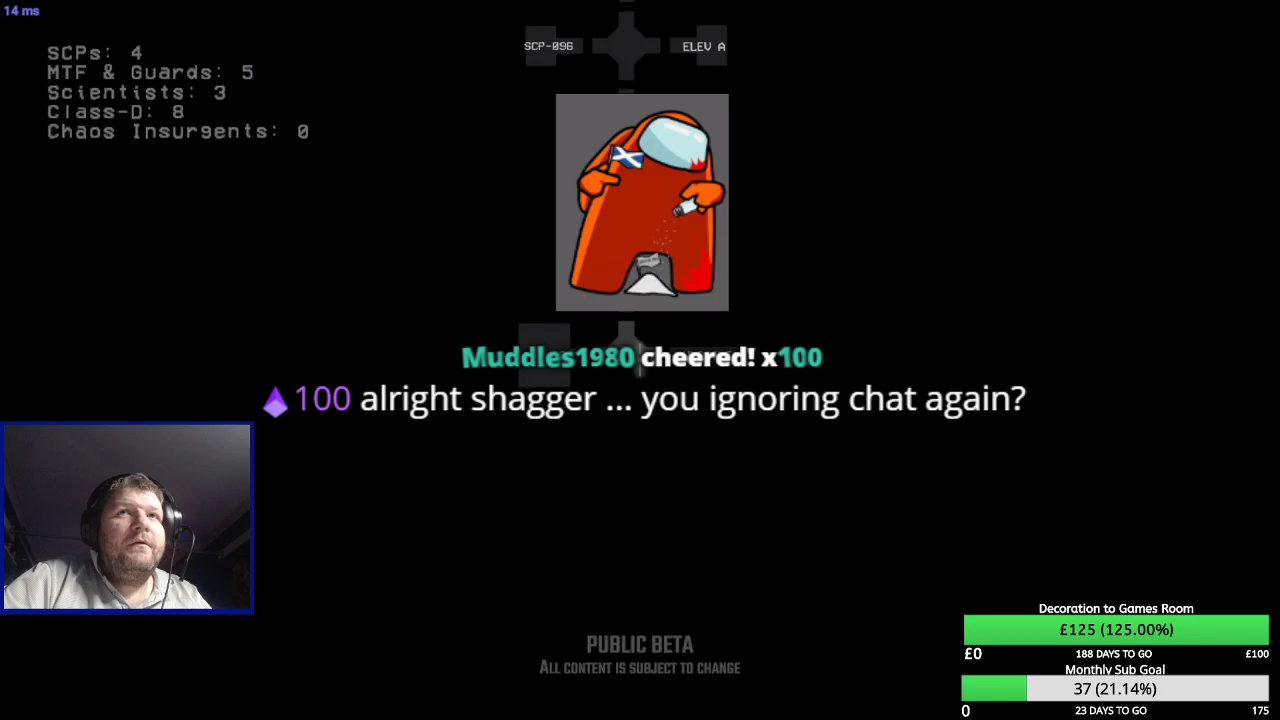 14 ms
SCP-096
ELEV A
SCPs: 4
MTF & Guards: 5
Scientists: 3
Class-D: 8
Chaos Insurgents: 0
Muddles1980 cheered! x100
100 alright shagger ... you ignoring chat again?
PUBLIC BETA
ALL CONTENT IS SUBJECT TO CHANGE
Decoration to Games Room
£125 (125.00%)
£0 188 DAYS TO GO £100
Monthly Sub Goal
37 (21.14%)
0 23 DAYS TO GO 175